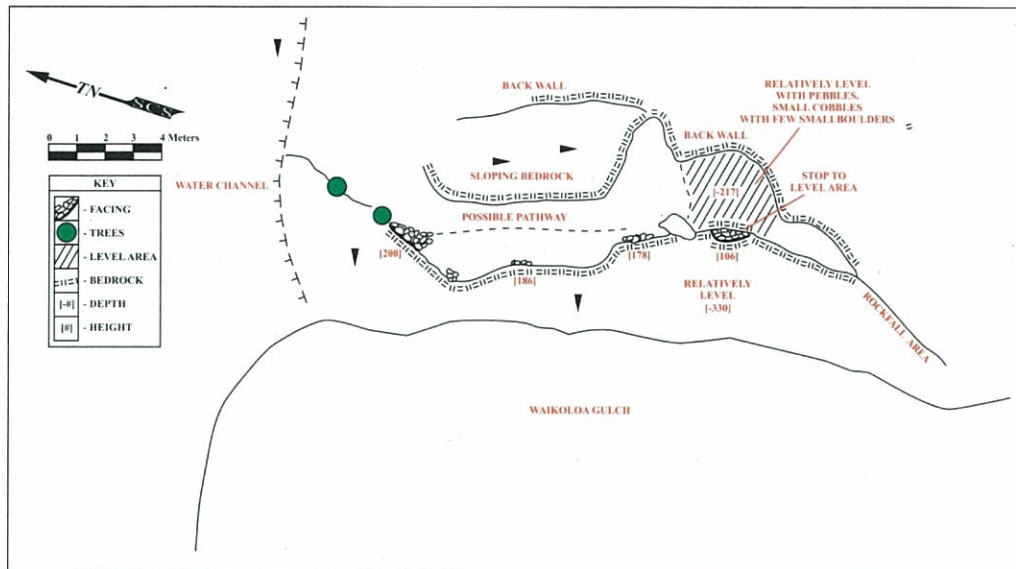 TN
SCS
0 1 2 3 4 Meters
KEY
- FACING
- TREES
- LEVEL AREA
- BEDROCK
[-#] - DEPTH
[#] - HEIGHT
WATER CHANNEL
BACK WALL
SLOPING BEDROCK
POSSIBLE PATHWAY
BACK WALL
RELATIVELY LEVEL
WITH PEBBLES,
SMALL COBBLES
WITH FEW SMALLBOULDERS
STOP TO
LEVEL AREA
[-217]
[200]
[186]
[178]
[106]
RELATIVELY
LEVEL
[-330]
ROCKFALL AREA
WAIKOLOA GULCH